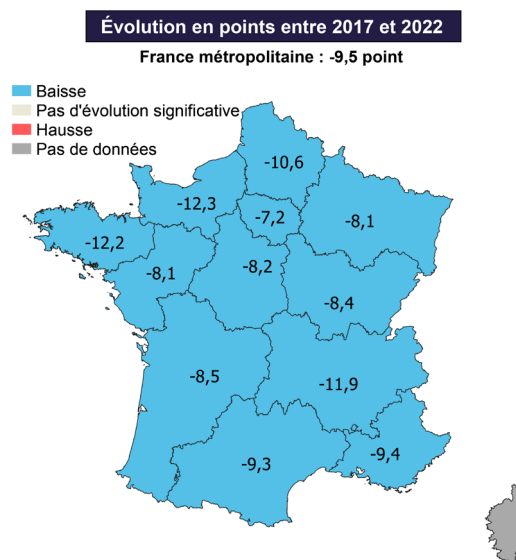 Évolution en points entre 2017 et 2022
France métropolitaine : -9,5 point
Baisse
Pas d'évolution significative
Hausse
Pas de données
-10,6
-12,3
-7,2
-8,1
-12,2
-8,1
-8,2
-8,4
-8,5
-11,9
-9,4
-9,3